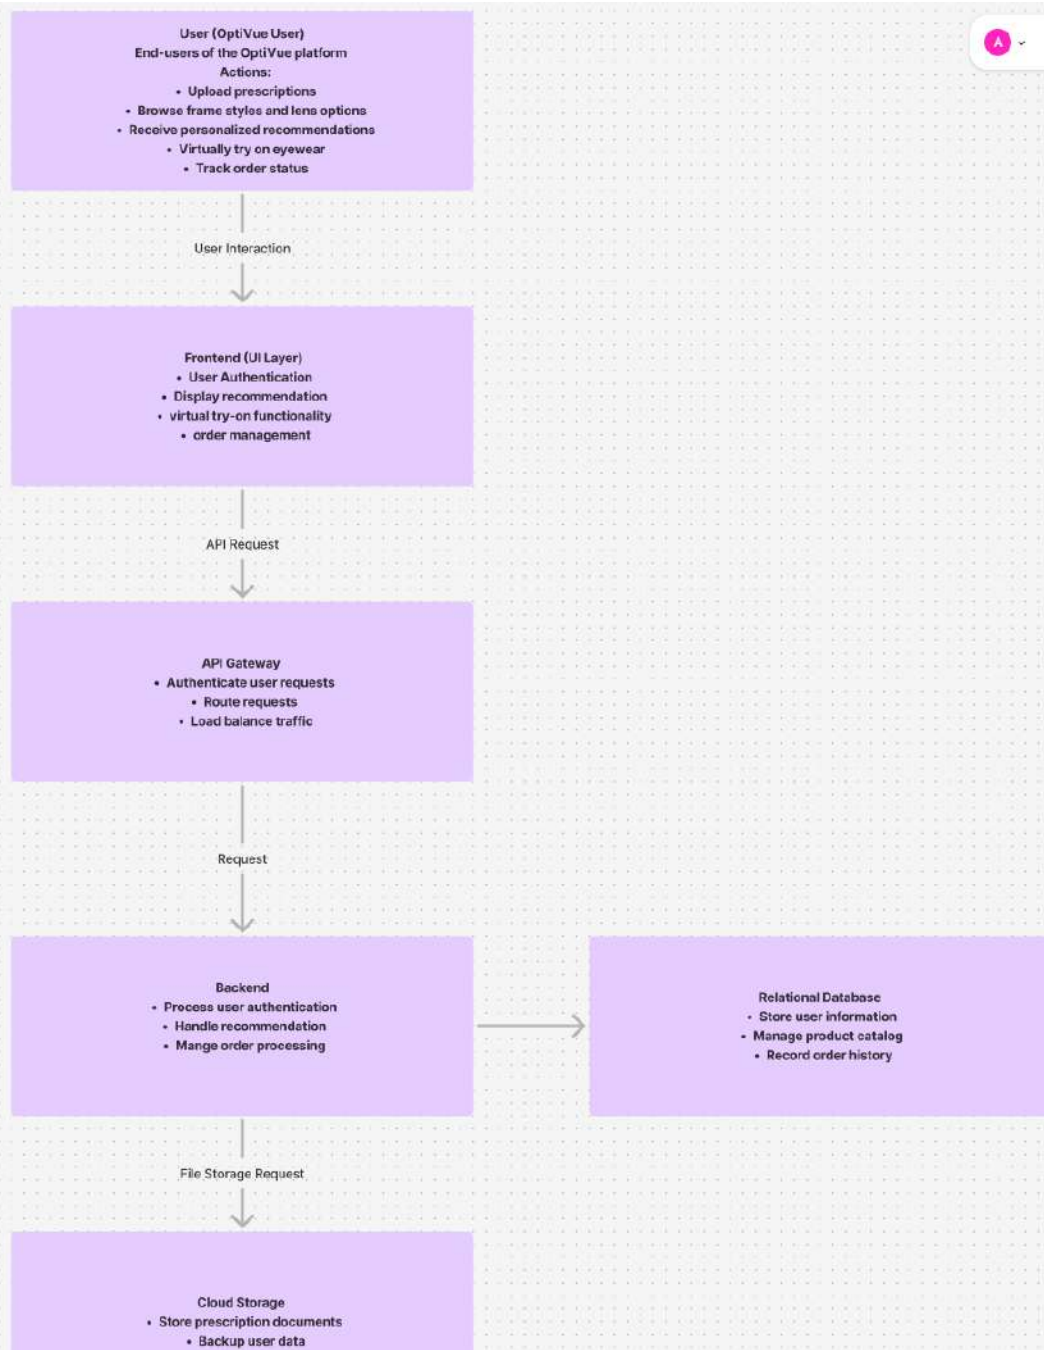 User (OptiVue User)
End-users of the OptiVue platform
Actions:
• Upload prescriptions
• Browse frame styles and lens options
• Receive personalized recommendations
• Virtually try on eyewear
• Track order status
A
User Interaction
Frontend (UI Layer)
• User Authentication
• Display recommendation
• virtual try-on functionality
• order management
API Request
API Gateway
• Authenticate user requests
• Route requests
• Load balance traffic
Request
Backend
• Process user authentication
• Handle recommendation
• Mange order processing
Relational Database
• Store user information
• Manage product catalog
• Record order history
File Storage Request
Cloud Storage
• Store prescription documents
• Backup user data